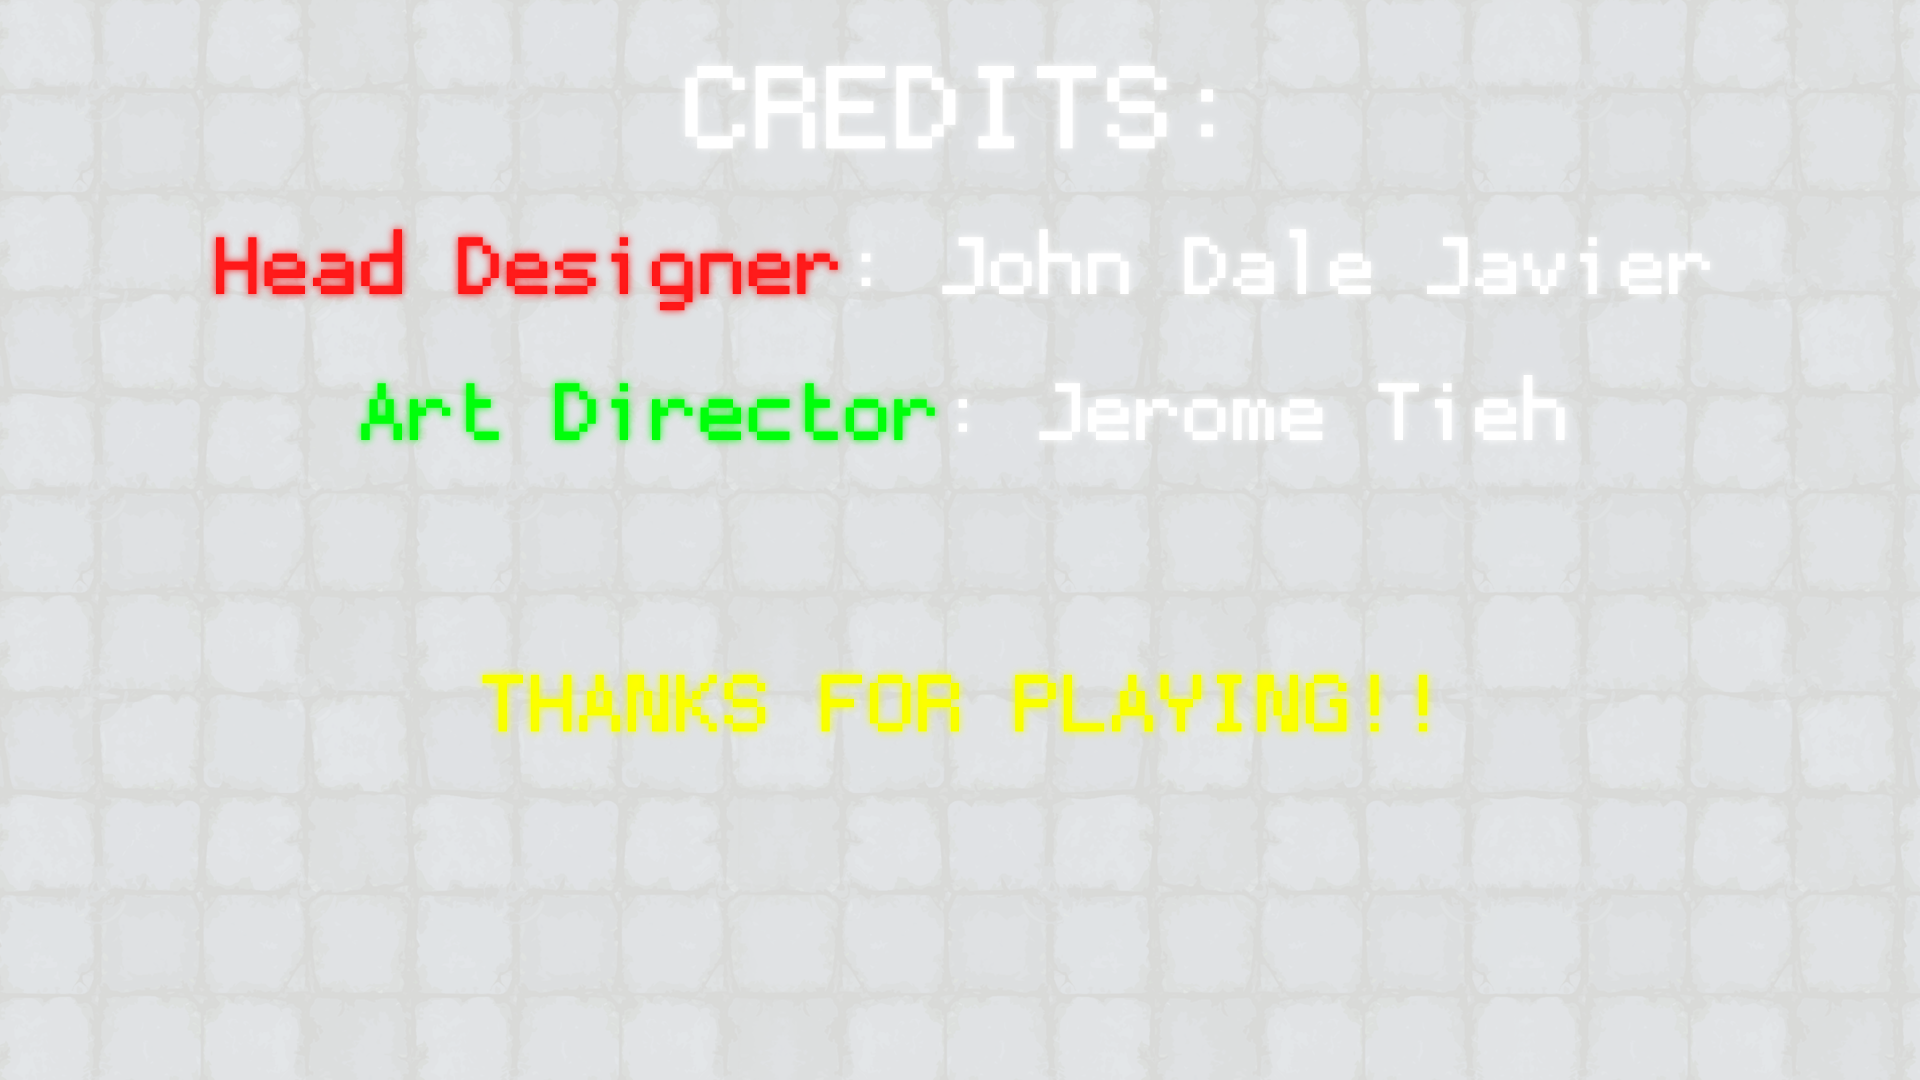 CREDITS:
Head Designer: John Dale Javier
Art Director: Jerome Tieh
THANKS FOR PLAYING!!